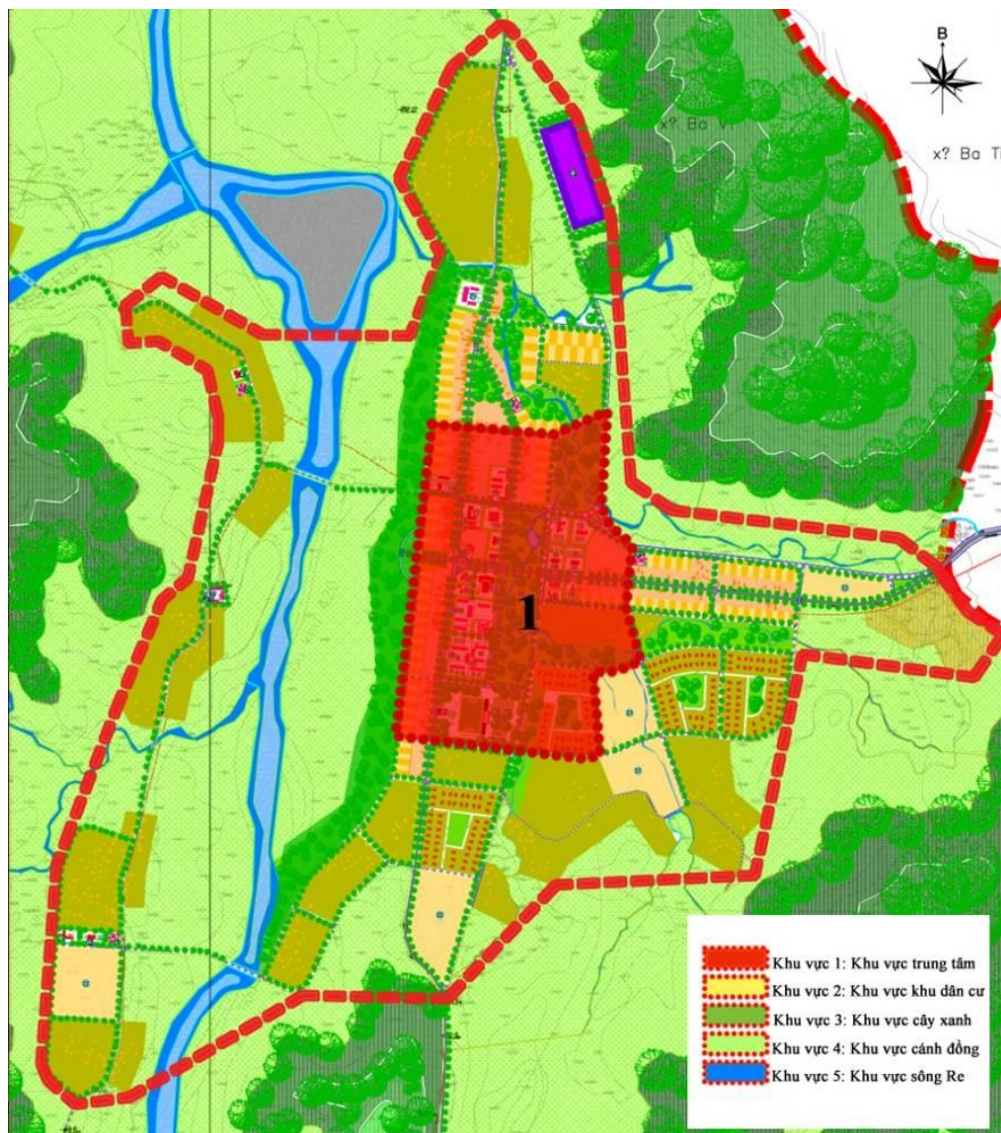 B
x? Ba V
x? Ba T
1
Khu vực 1: Khu vực trung tâm
Khu vực 2: Khu vực khu dân cư
Khu vực 3: Khu vực cây xanh
Khu vực 4: Khu vực cánh đồng
Khu vực 5: Khu vực sông Re